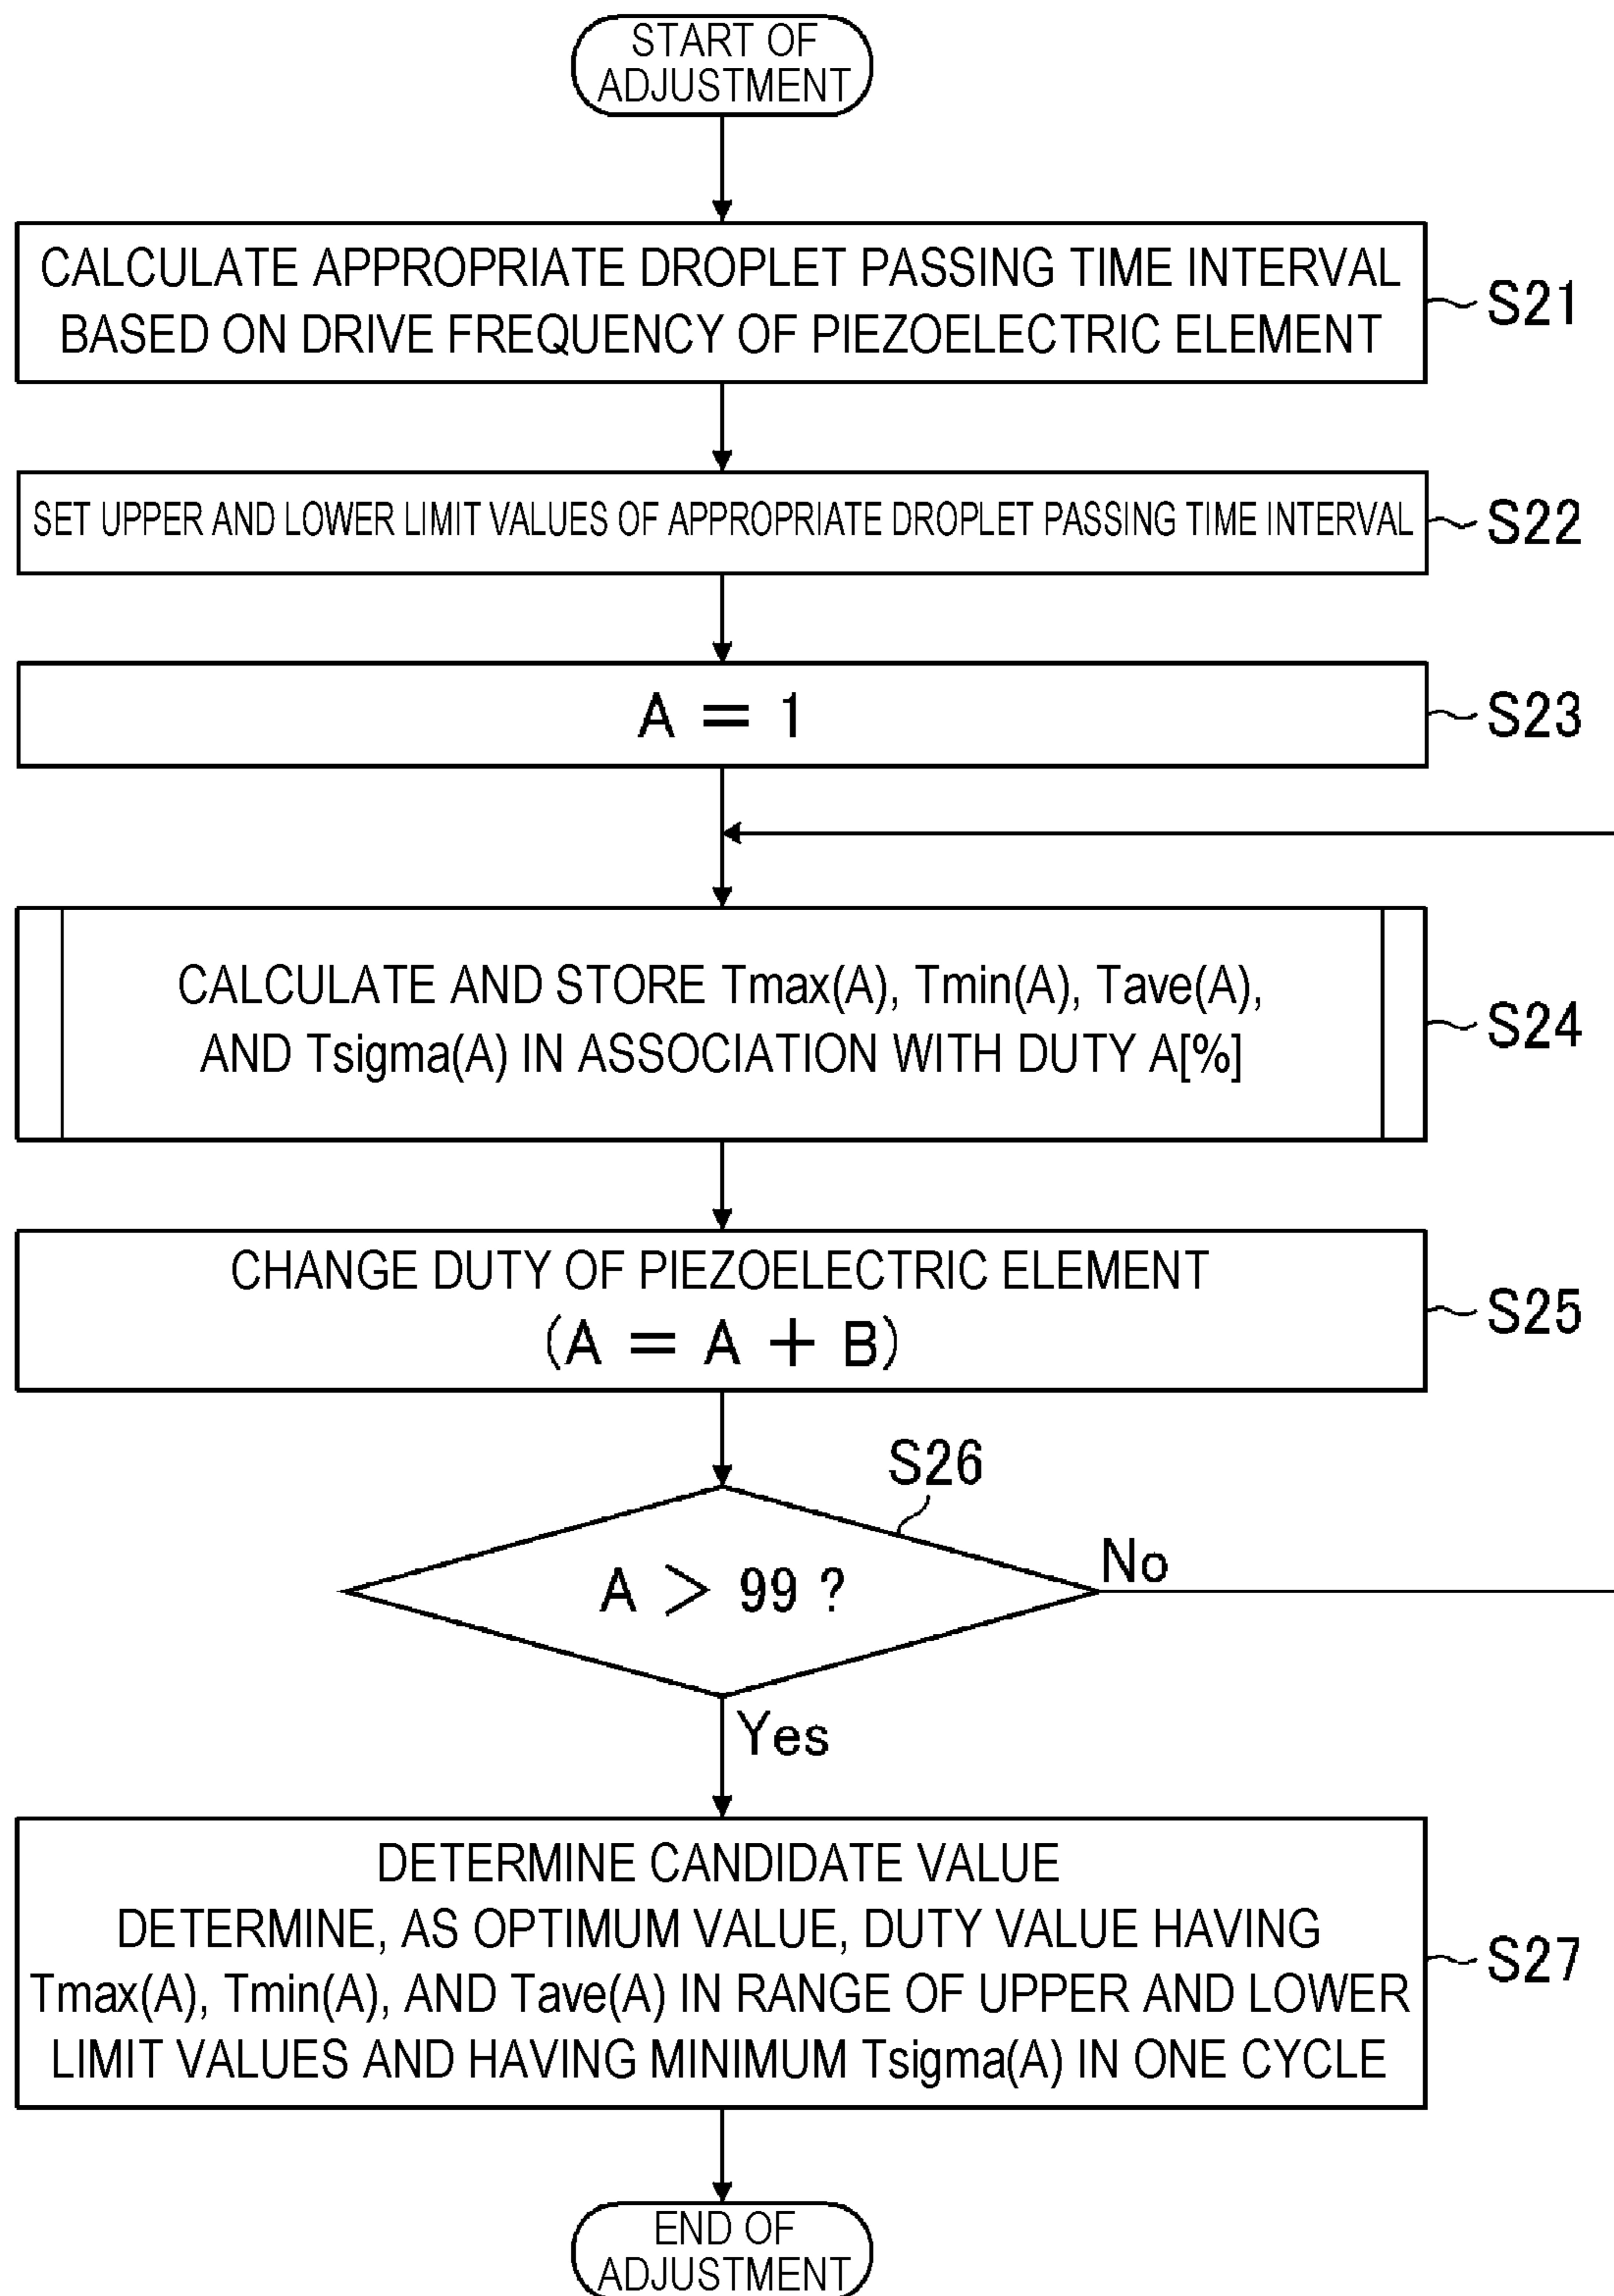 START OF
ADJUSTMENT
CALCULATE APPROPRIATE DROPLET PASSING TIME INTERVAL
BASED ON DRIVE FREQUENCY OF PIEZOELECTRIC ELEMENT
S21
SET UPPER AND LOWER LIMIT VALUES OF APPROPRIATE DROPLET PASSING TIME INTERVAL
S22
A = 1
S23
CALCULATE AND STORE Tmax(A), Tmin(A), Tave(A),
AND Tsigma(A) IN ASSOCIATION WITH DUTY A[%]
S24
CHANGE DUTY OF PIEZOELECTRIC ELEMENT
(A = A + B)
S25
S26
A > 99 ?
No
Yes
DETERMINE CANDIDATE VALUE
DETERMINE, AS OPTIMUM VALUE, DUTY VALUE HAVING
Tmax(A), Tmin(A), AND Tave(A) IN RANGE OF UPPER AND LOWER
LIMIT VALUES AND HAVING MINIMUM Tsigma(A) IN ONE CYCLE
S27
END OF
ADJUSTMENT